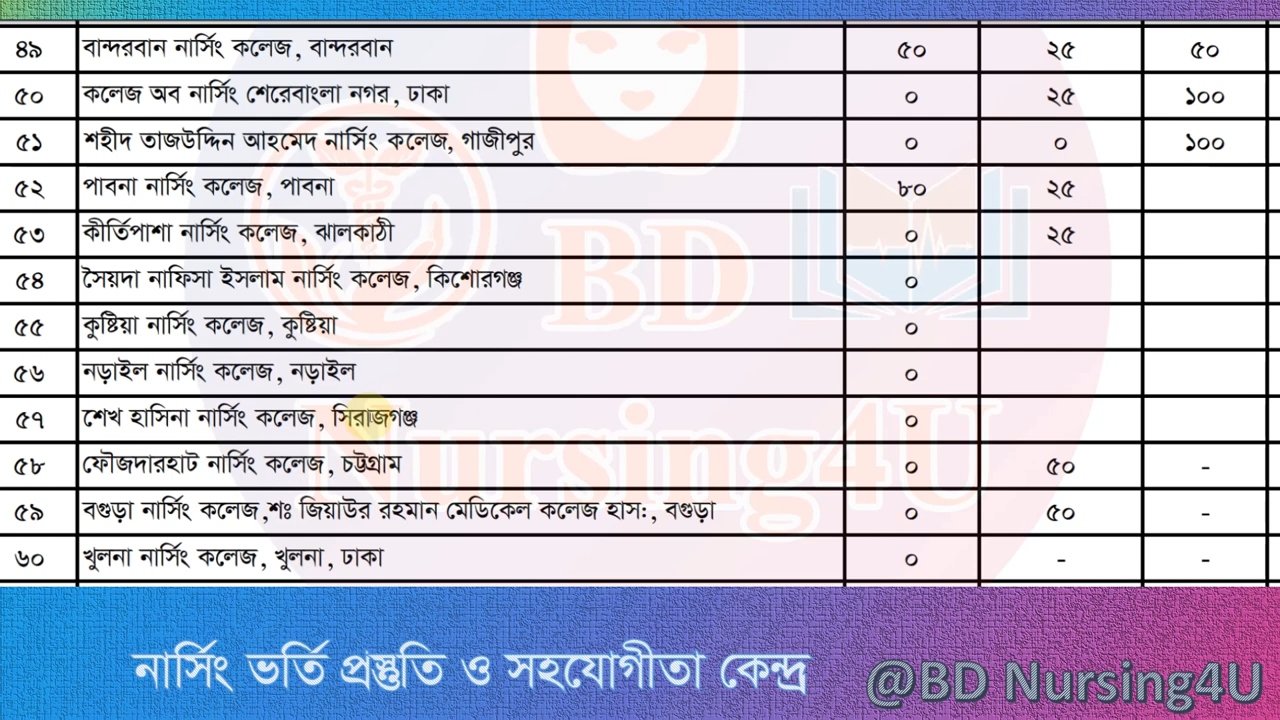 ৪৯ বান্দরবান নার্সিং কলেজ, বান্দরবান ৫০ ২৫ ৫০
৫০ কলেজ অব নার্সিং শেরেবাংলা নগর, ঢাকা ০ ২৫ ১০০
৫১ শহীদ তাজউদ্দিন আহমেদ নার্সিং কলেজ, গাজীপুর ০ ০ ১০০
৫২ পাবনা নার্সিং কলেজ, পাবনা ৮০ ২৫
৫৩ কীর্তিপাশা নার্সিং কলেজ, ঝালকাঠী ০ ২৫
৫৪ সৈয়দা নাফিসা ইসলাম নার্সিং কলেজ, কিশোরগঞ্জ ০
৫৫ কুষ্টিয়া নার্সিং কলেজ, কুষ্টিয়া ০
৫৬ নড়াইল নার্সিং কলেজ, নড়াইল ০
৫৭ শেখ হাসিনা নার্সিং কলেজ, সিরাজগঞ্জ ০
৫৮ ফৌজদারহাট নার্সিং কলেজ, চট্টগ্রাম ০ ৫০ -
৫৯ বগুড়া নার্সিং কলেজ,শঃ জিয়াউর রহমান মেডিকেল কলেজ হাস:, বগুড়া ০ ৫০ -
৬০ খুলনা নার্সিং কলেজ, খুলনা, ঢাকা ০ - -
BD
Nursing4U
নার্সিং ভর্তি প্রস্তুতি ও সহযোগীতা কেন্দ্র @BD Nursing4U